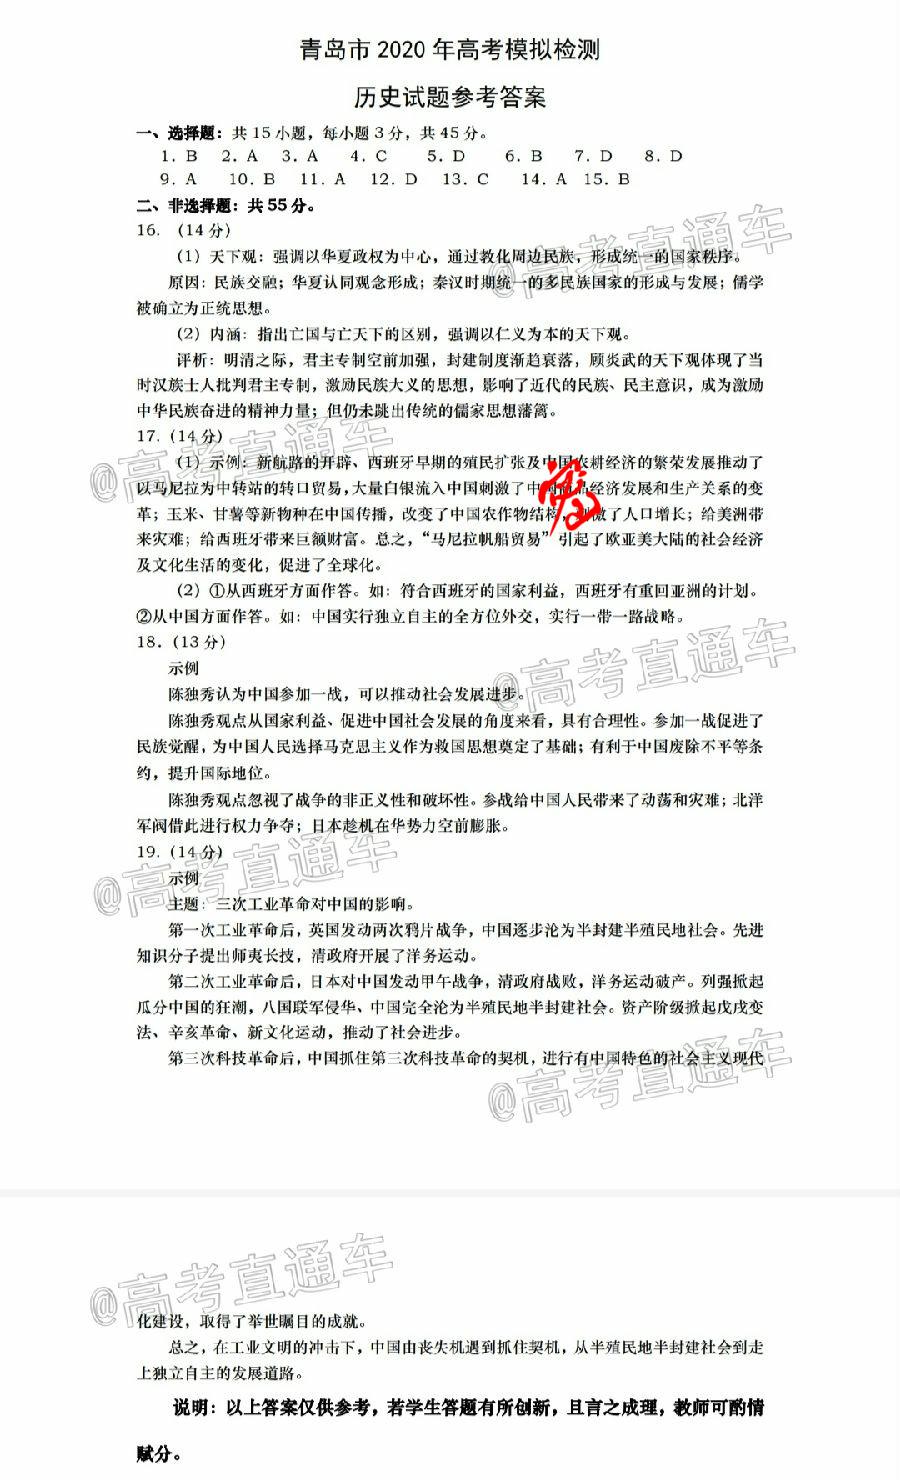 青岛市 2020 年高考模拟检测
历史试题参考答案
一、选择题：共 15 小题，每小题 3 分，共 45 分。
1．B 2．A 3．A 4．C 5．D 6．B 7．D 8．D
9．A 10．B 11．A 12．D 13．C 14．A 15．B
二、非选择题：共 55 分。
16．（14 分）
（1）天下观：强调以华夏政权为中心，通过教化周边民族，形成统一的国家秩序。
原因：民族交融；华夏认同观念形成；秦汉时期统一的多民族国家的形成与发展；儒学
被确立为正统思想。
（2）内涵：指出亡国与亡天下的区别，强调以仁义为本的天下观。
评析：明清之际，君主专制空前加强，封建制度渐趋衰落，顾炎武的天下观体现了当
时汉族士人批判君主专制，激励民族大义的思想，影响了近代的民族、民主意识，成为激励
中华民族奋进的精神力量；但仍未跳出传统的儒家思想藩篱。
17．（14 分）
（1）示例：新航路的开辟、西班牙早期的殖民扩张及中国农耕经济的繁荣发展推动了
以马尼拉为中转站的转口贸易，大量白银流入中国刺激了中国商品经济发展和生产关系的变
革；玉米、甘薯等新物种在中国传播，改变了中国农作物结构，刺激了人口增长；给美洲带
来灾难；给西班牙带来巨额财富。总之，“马尼拉帆船贸易”引起了欧亚美大陆的社会经济
及文化生活的变化，促进了全球化。
（2）①从西班牙方面作答。如：符合西班牙的国家利益，西班牙有重回亚洲的计划。
②从中国方面作答。如：中国实行独立自主的全方位外交，实行一带一路战略。
18．（13 分）
示例
陈独秀认为中国参加一战，可以推动社会发展进步。
陈独秀观点从国家利益、促进中国社会发展的角度来看，具有合理性。参加一战促进了
民族觉醒，为中国人民选择马克思主义作为救国思想奠定了基础；有利于中国废除不平等条
约，提升国际地位。
陈独秀观点忽视了战争的非正义性和破坏性。参战给中国人民带来了动荡和灾难；北洋
军阀借此进行权力争夺；日本趁机在华势力空前膨胀。
19．（14 分）
示例
主题：三次工业革命对中国的影响。
第一次工业革命后，英国发动两次鸦片战争，中国逐步沦为半封建半殖民地社会。先进
知识分子提出师夷长技，清政府开展了洋务运动。
第二次工业革命后，日本对中国发动甲午战争，清政府战败，洋务运动破产。列强掀起
瓜分中国的狂潮，八国联军侵华、中国完全沦为半殖民地半封建社会。资产阶级掀起戊戌变
法、辛亥革命、新文化运动，推动了社会进步。
第三次科技革命后，中国抓住第三次科技革命的契机，进行有中国特色的社会主义现代
@高考直通车
@高考直通车
@高考直通车
@高考直通车
@高考直通车
@高考直通车
化建设，取得了举世瞩目的成就。
总之，在工业文明的冲击下，中国由丧失机遇到抓住契机，从半殖民地半封建社会到走
上独立自主的发展道路。
说明：以上答案仅供参考，若学生答题有所创新，且言之成理，教师可酌情
赋分。